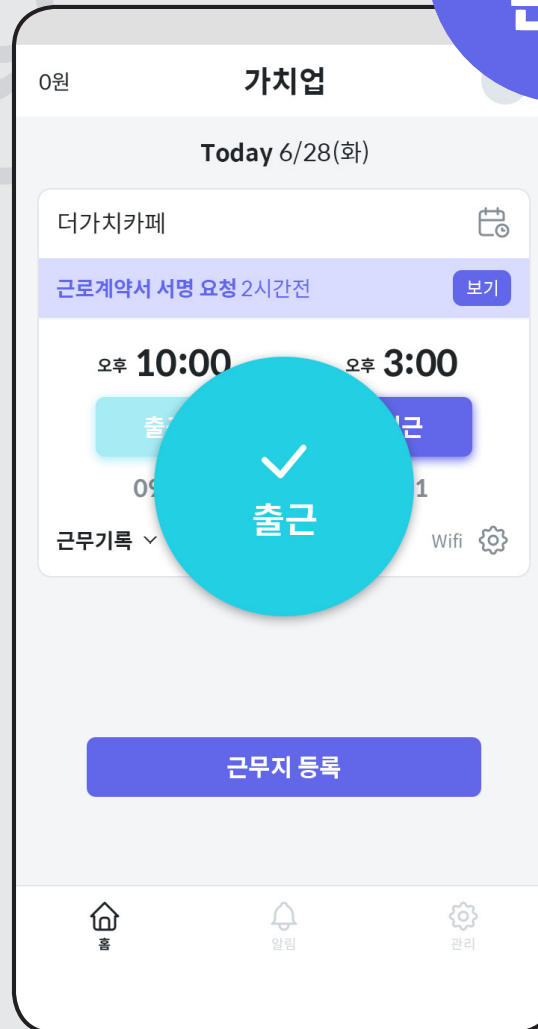 0원
가치업
Today 6/28(화)
더가치카페
근로계약서 서명 요청 2시간전
보기
오후 10:00
오후 3:00
출근
근무기록
Wifi
근무지 등록
홈
알림
관리